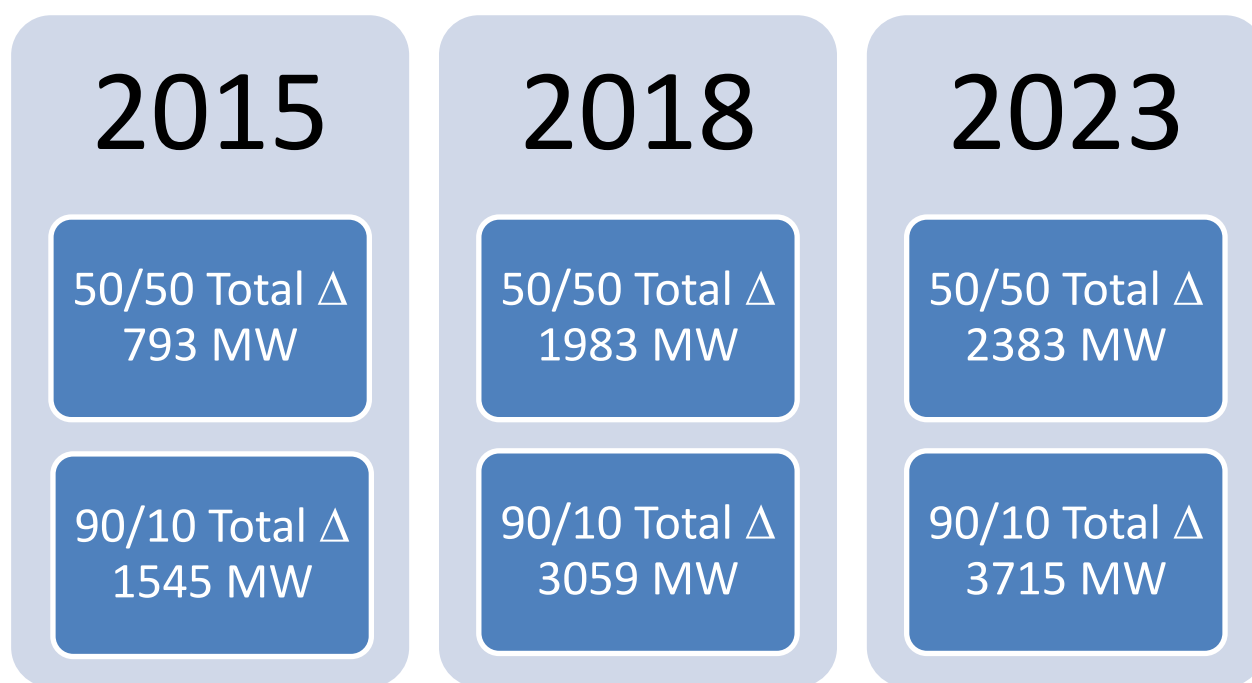 2015
50/50 Total Δ
793 MW
90/10 Total Δ
1545 MW
2018
50/50 Total Δ
1983 MW
90/10 Total Δ
3059 MW
2023
50/50 Total Δ
2383 MW
90/10 Total Δ
3715 MW